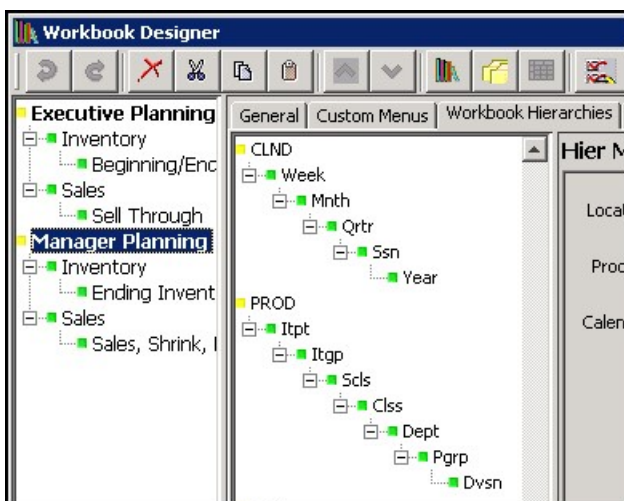 Workbook Designer
Executive Planning
Inventory
Beginning/End
Sales
Sell Through
Manager Planning
Inventory
Ending Invent
Sales
Sales, Shrink,
General
Custom Menus
Workbook Hierarchies
CLND
Week
Mnth
Qrtr
Ssn
Year
PROD
Itpt
Itgp
Scls
Clss
Dept
Pgrp
Dvsn
Hier M
Locat
Proc
Calen